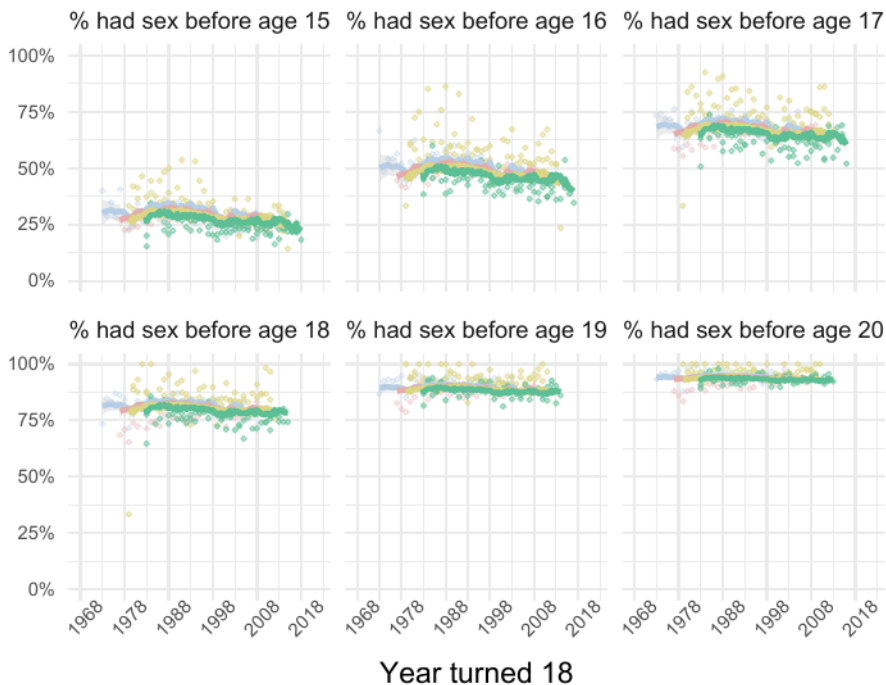 % had sex before age 15 % had sex before age 16 % had sex before age 17
100%
75%
50%
25%
0%
% had sex before age 18 % had sex before age 19 % had sex before age 20
100%
75%
50%
25%
0%
1968 1978 1988 1998 2008 2018 1968 1978 1988 1998 2008 2018 1968 1978 1988 1998 2008 2018
Year turned 18